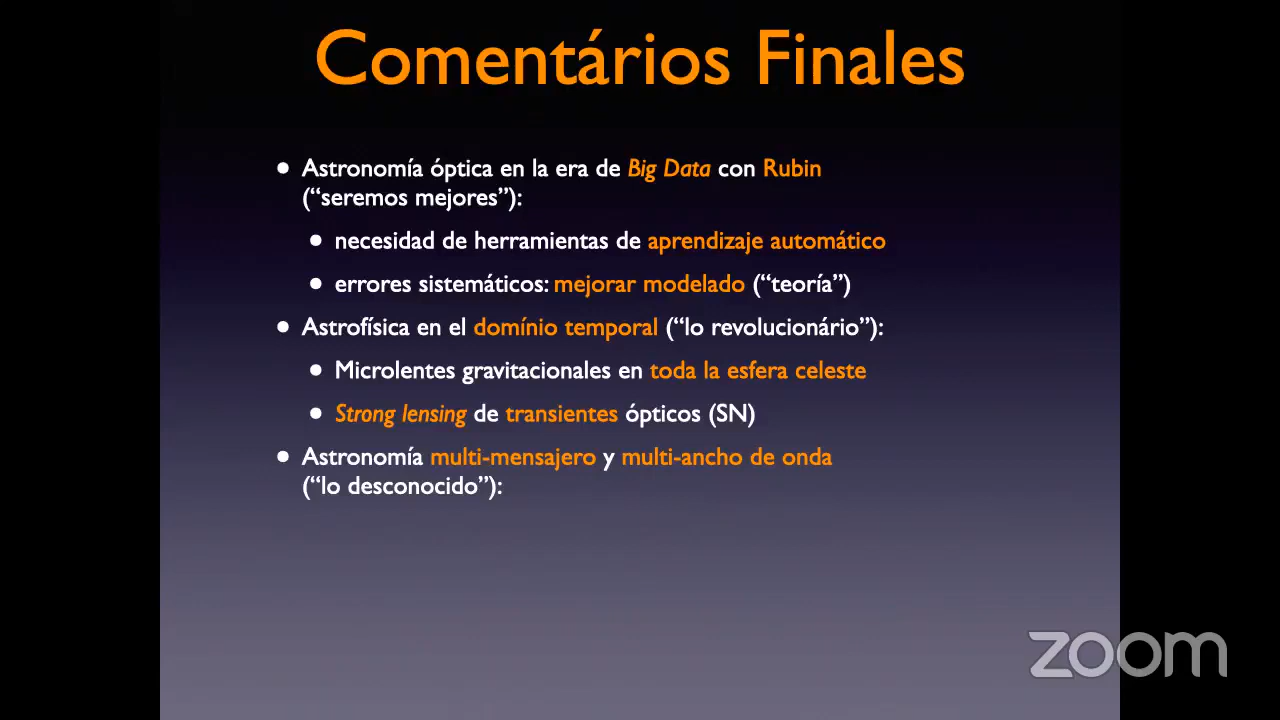 Comentários Finales
• Astronomía óptica en la era de Big Data con Rubin
(“seremos mejores”):
• necesidad de herramientas de aprendizaje automático
• errores sistemáticos: mejorar modelado (“teoría”)
• Astrofísica en el domínio temporal (“lo revolucionário”):
• Microlentes gravitacionales en toda la esfera celeste
• Strong lensing de transientes ópticos (SN)
• Astronomía multi-mensajero y multi-ancho de onda
(“lo desconocido”):
zoom